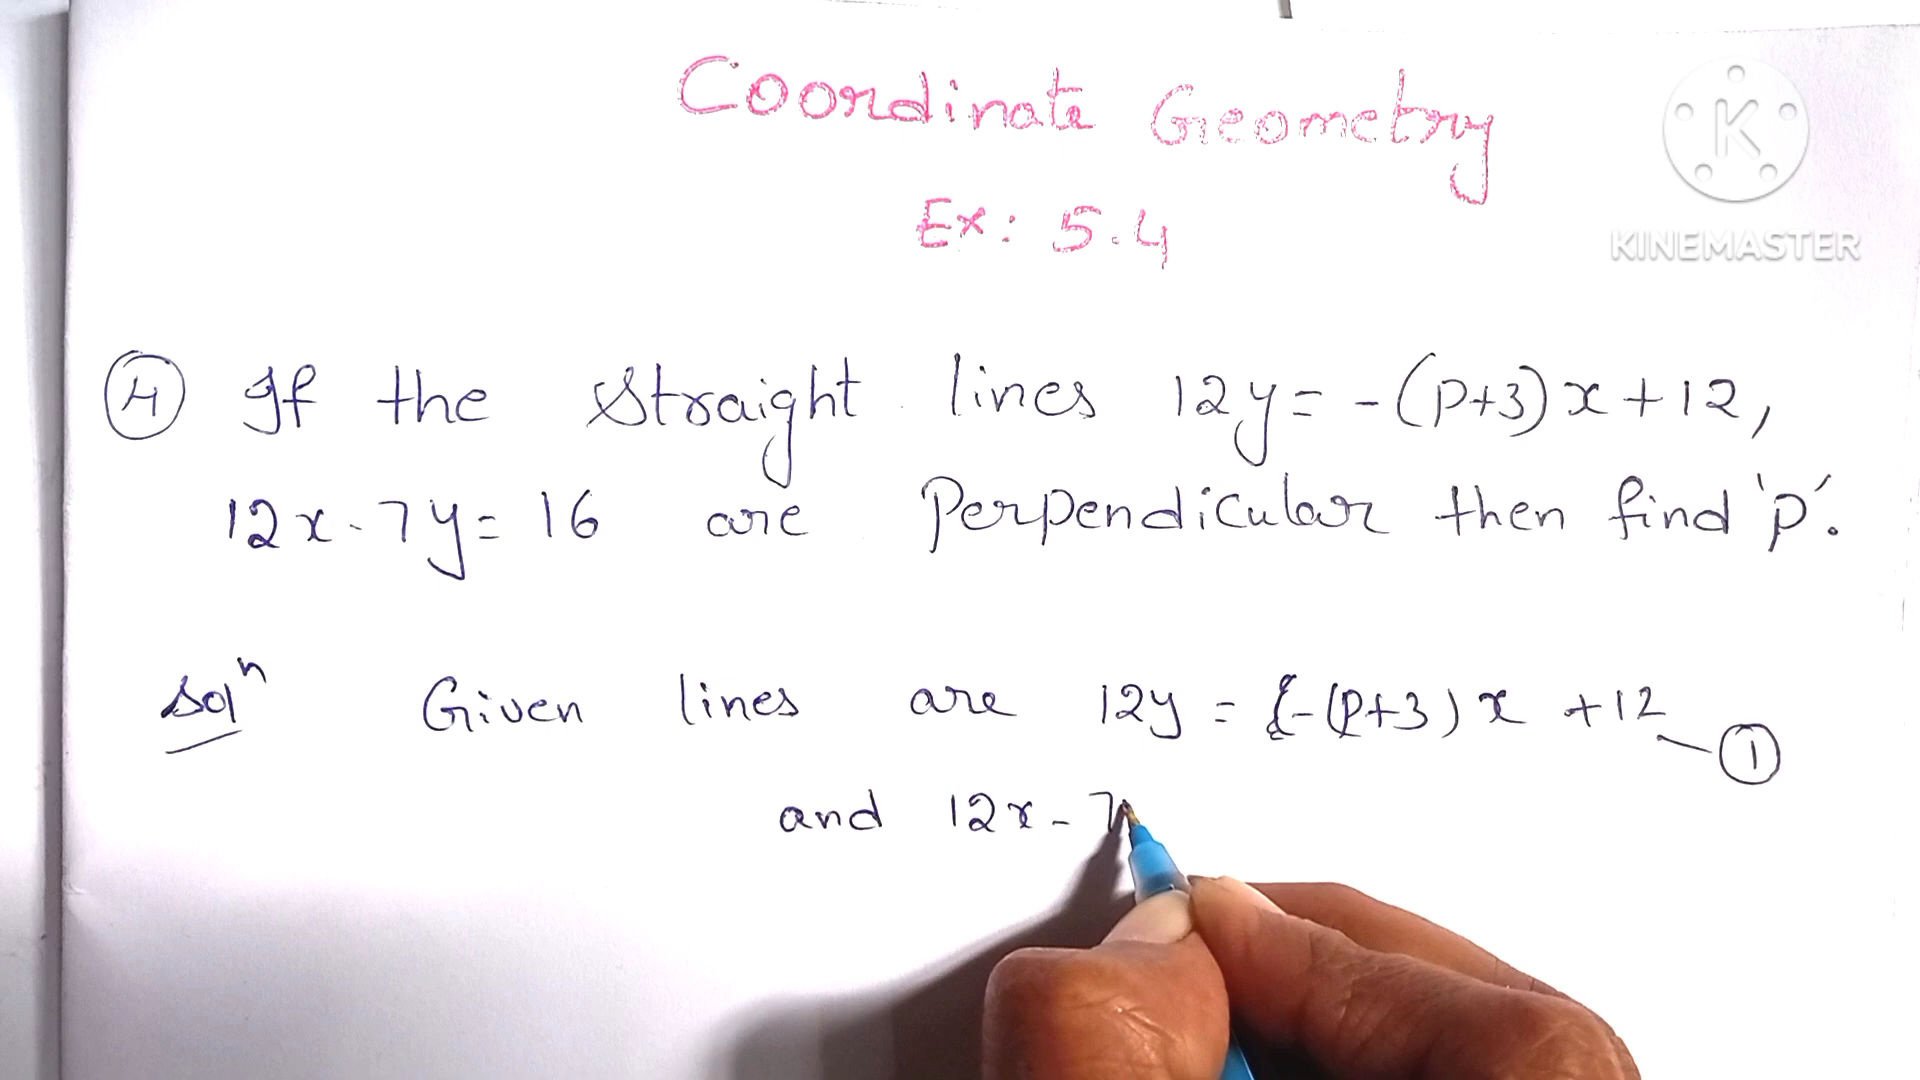 Coordinate Geometry
K
KINEMASTER
Ex: 5.4
4 If the straight lines 12y = -(p+3)x+12,
12x - 7y = 16 are perpendicular then find 'p'.
Solⁿ Given lines are 12y = {-(p+3)x +12 — 1
and 12x - 7